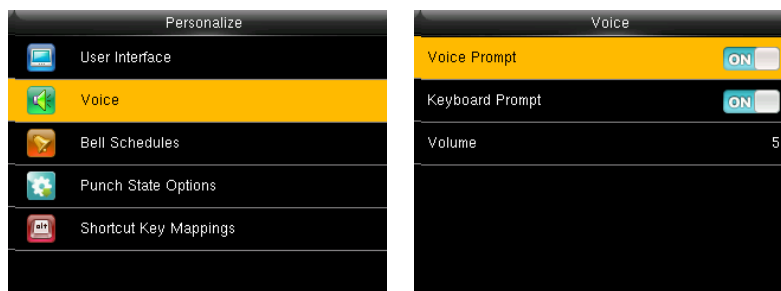 Personalize
User Interface
Voice
Bell Schedules
Punch State Options
alt
Shortcut Key Mappings
Voice
Voice Prompt ON
Keyboard Prompt ON
Volume 5